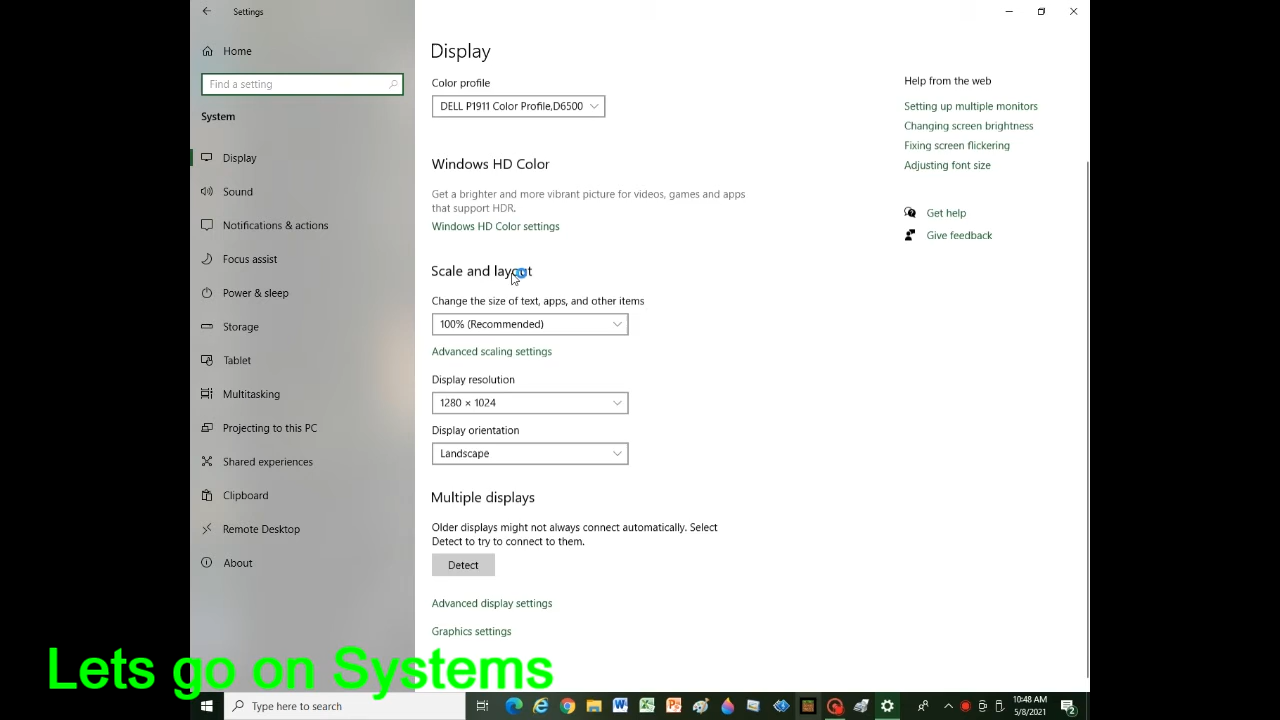 Settings
Home
Find a setting
System
Display
Sound
Notifications & actions
Focus assist
Power & sleep
Storage
Tablet
Multitasking
Projecting to this PC
Shared experiences
Clipboard
Remote Desktop
About
Display
Color profile
DELL P1911 Color Profile,D6500
Windows HD Color
Get a brighter and more vibrant picture for videos, games and apps
that support HDR.
Windows HD Color settings
Scale and layout
Change the size of text, apps, and other items
100% (Recommended)
Advanced scaling settings
Display resolution
1280 × 1024
Display orientation
Landscape
Multiple displays
Older displays might not always connect automatically. Select
Detect to try to connect to them.
Detect
Advanced display settings
Graphics settings
Help from the web
Setting up multiple monitors
Changing screen brightness
Fixing screen flickering
Adjusting font size
Get help
Give feedback
Lets go on Systems
Type here to search
10:48 AM
5/8/2021
2